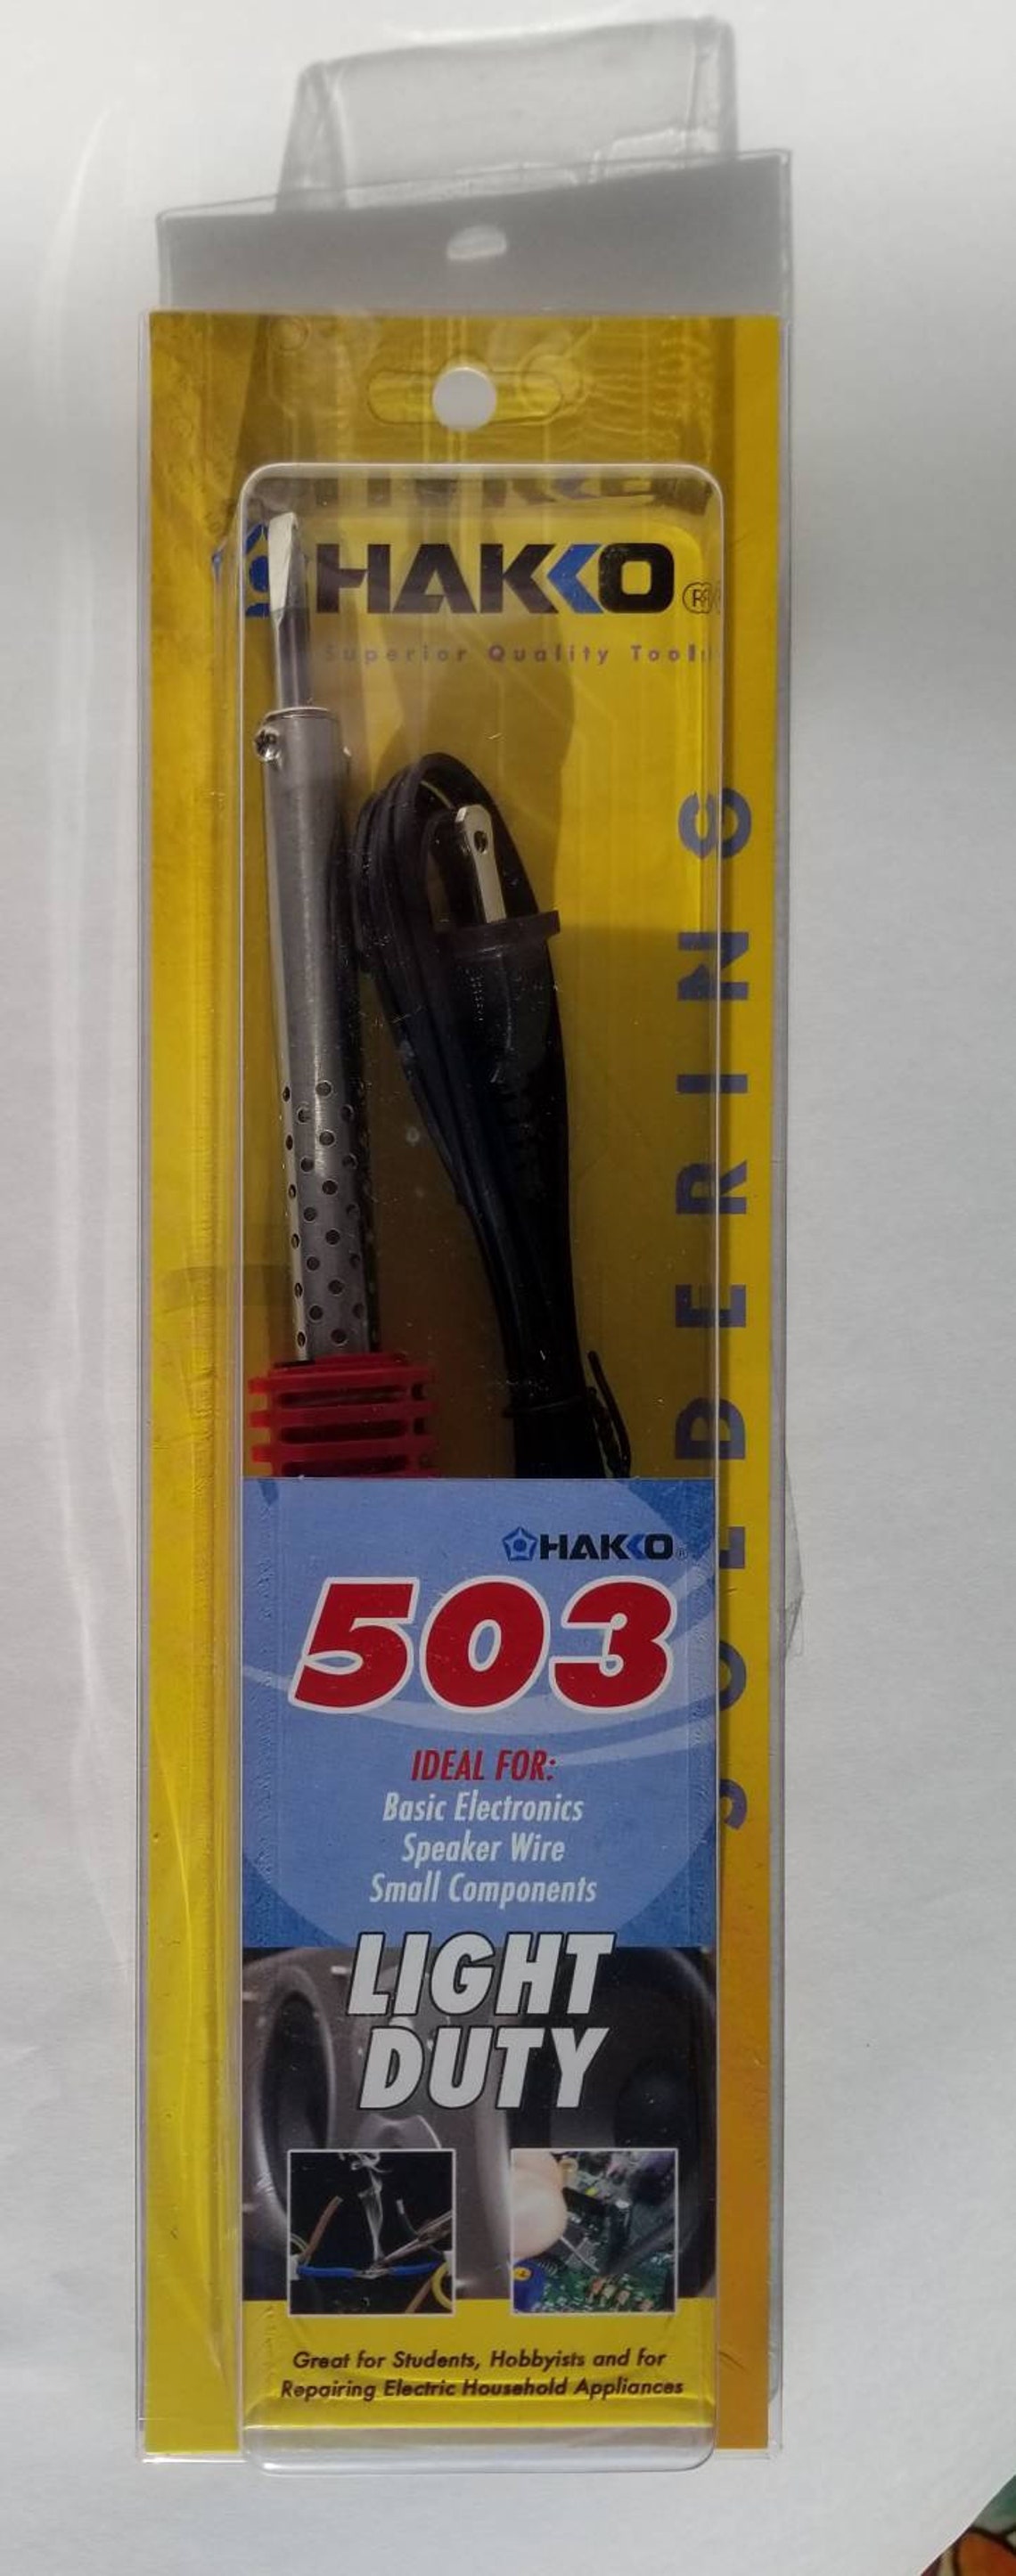 HAKKO ®
Superior Quality Tools
SOLDERING
HAKKO®
503
IDEAL FOR:
Basic Electronics
Speaker Wire
Small Components
LIGHT
DUTY
Great for Students, Hobbyists and for
Repairing Electric Household Appliances